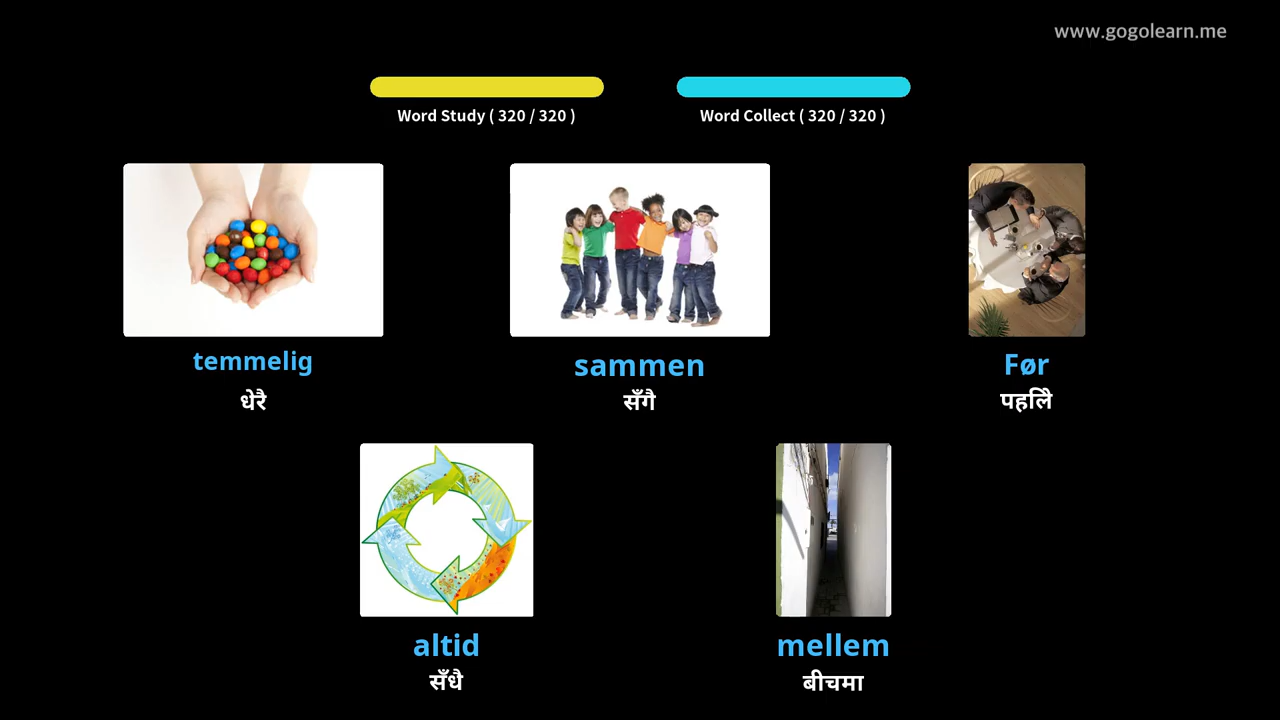 www.gogolearn.me
Word Study ( 320 / 320 )
Word Collect ( 320 / 320 )
temmelig
धेरै
sammen
सँगै
Før
पहिले
altid
सँधै
mellem
बीचमा